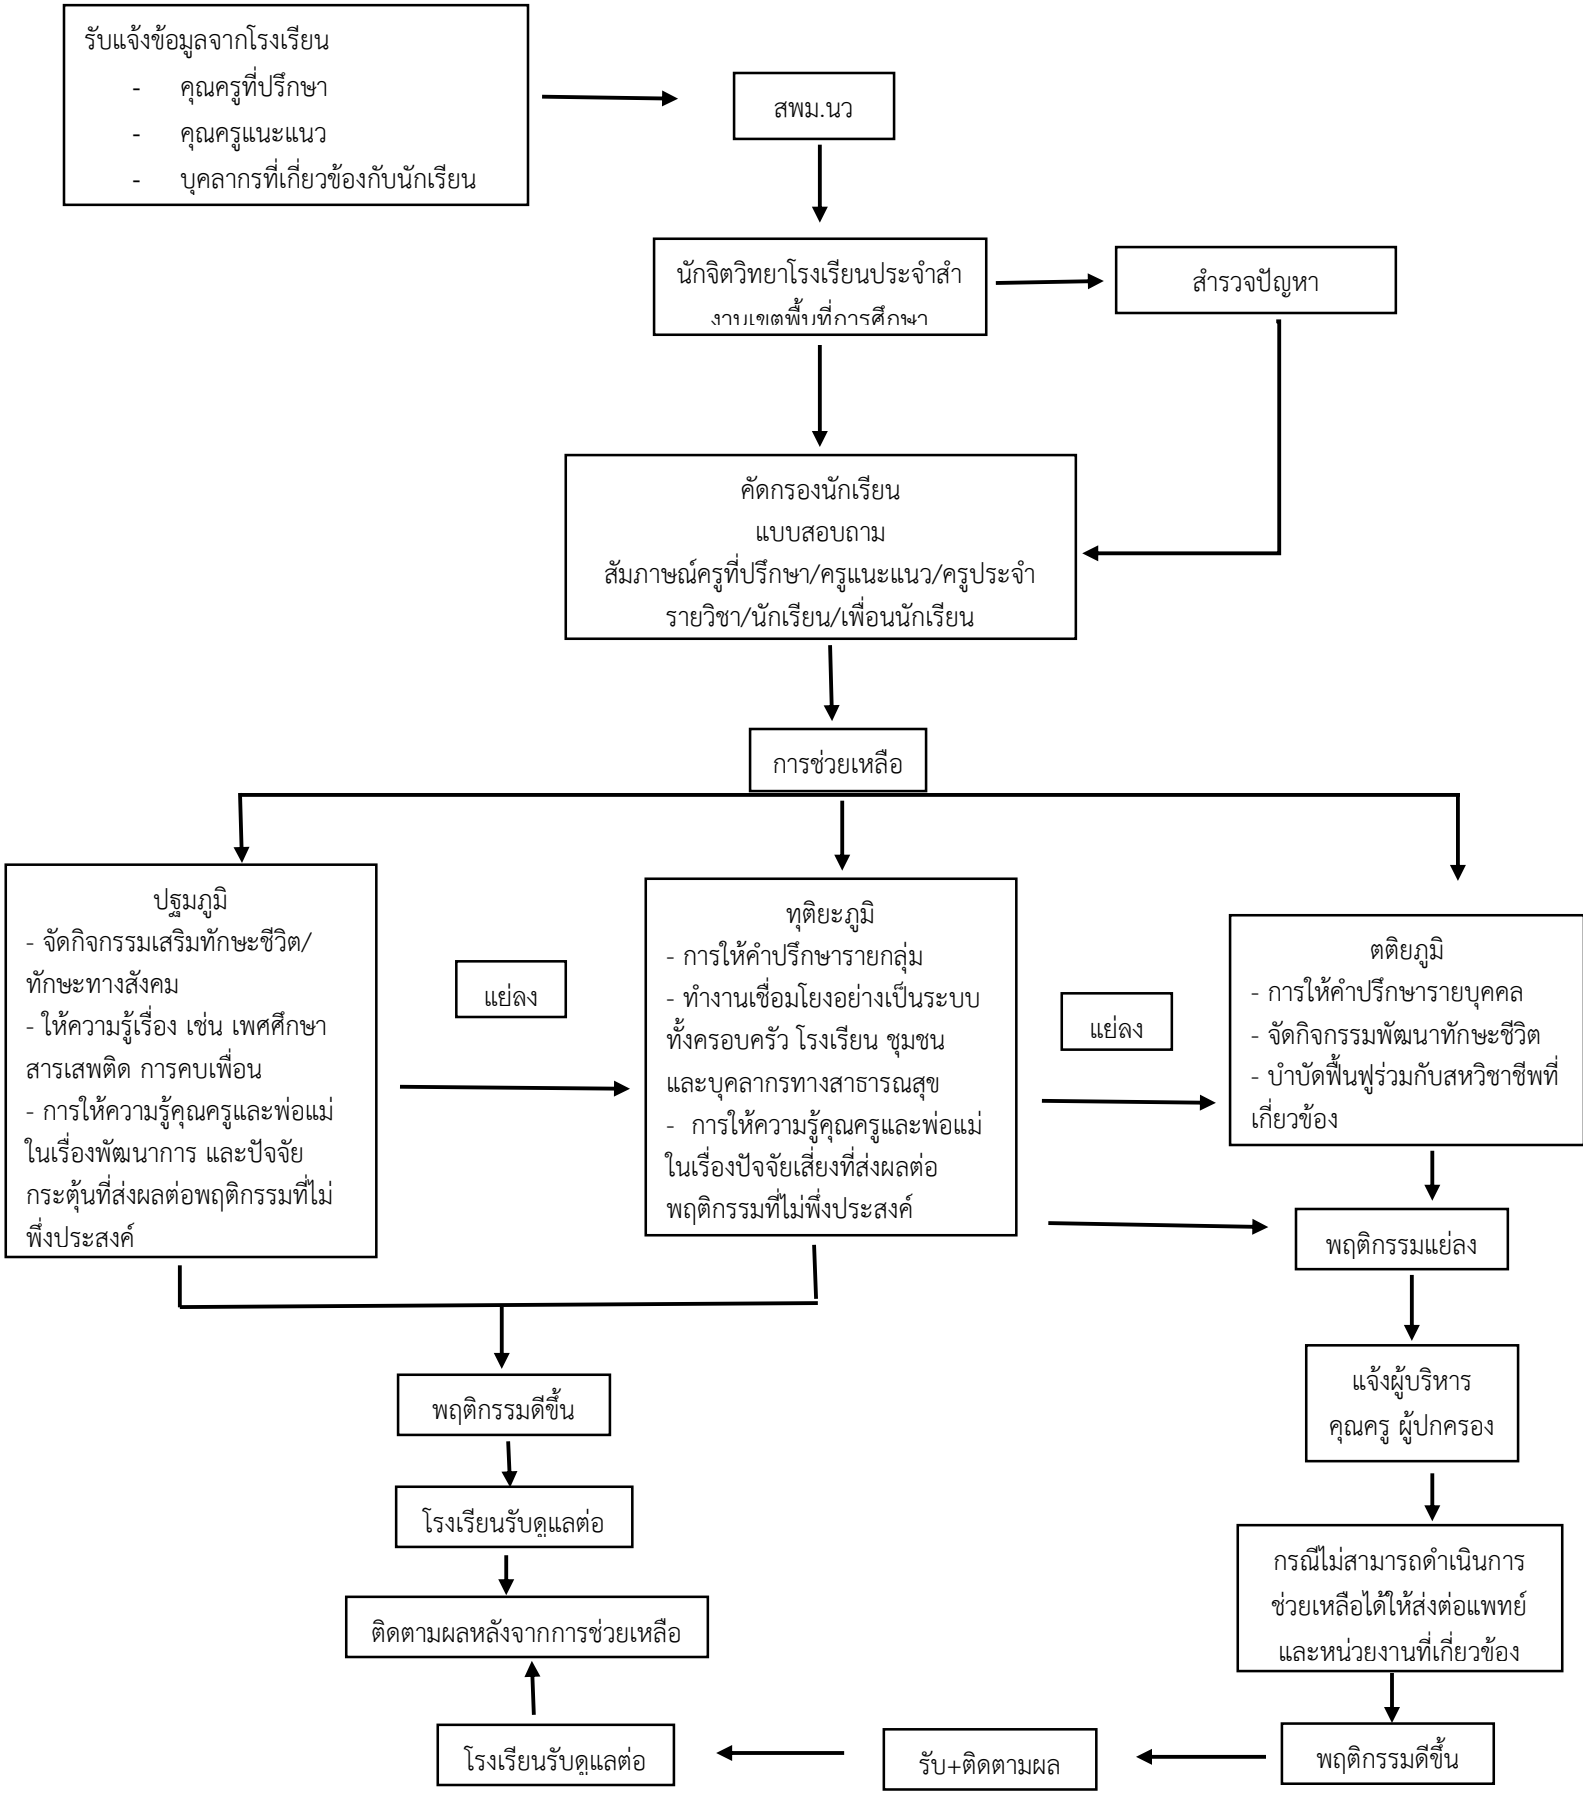 รับแจ้งข้อมูลจากโรงเรียน
- คุณครูที่ปรึกษา
- คุณครูแนะแนว
- บุคลากรที่เกี่ยวข้องกับนักเรียน
สพม.นว
นักจิตวิทยาโรงเรียนประจำสำ
งานเขตพื้นที่การศึกษา
สำรวจปัญหา
คัดกรองนักเรียน
แบบสอบถาม
สัมภาษณ์ครูที่ปรึกษา/ครูแนะแนว/ครูประจำ
รายวิชา/นักเรียน/เพื่อนนักเรียน
การช่วยเหลือ
ปฐมภูมิ
- จัดกิจกรรมเสริมทักษะชีวิต/
ทักษะทางสังคม
- ให้ความรู้เรื่อง เช่น เพศศึกษา
สารเสพติด การคบเพื่อน
- การให้ความรู้คุณครูและพ่อแม่
ในเรื่องพัฒนาการ และปัจจัย
กระตุ้นที่ส่งผลต่อพฤติกรรมที่ไม่
พึ่งประสงค์
แย่ลง
ทุติยะภูมิ
- การให้คำปรึกษารายกลุ่ม
- ทำงานเชื่อมโยงอย่างเป็นระบบ
ทั้งครอบครัว โรงเรียน ชุมชน
และบุคลากรทางสาธารณสุข
- การให้ความรู้คุณครูและพ่อแม่
ในเรื่องปัจจัยเสี่ยงที่ส่งผลต่อ
พฤติกรรมที่ไม่พึ่งประสงค์
แย่ลง
ตติยภูมิ
- การให้คำปรึกษารายบุคคล
- จัดกิจกรรมพัฒนาทักษะชีวิต
- บำบัดฟื้นฟูร่วมกับสหวิชาชีพที่
เกี่ยวข้อง
พฤติกรรมแย่ลง
แจ้งผู้บริหาร
คุณครู ผู้ปกครอง
กรณีไม่สามารถดำเนินการ
ช่วยเหลือได้ให้ส่งต่อแพทย์
และหน่วยงานที่เกี่ยวข้อง
พฤติกรรมดีขึ้น
โรงเรียนรับดูแลต่อ
ติดตามผลหลังจากการช่วยเหลือ
โรงเรียนรับดูแลต่อ
รับ+ติดตามผล
พฤติกรรมดีขึ้น